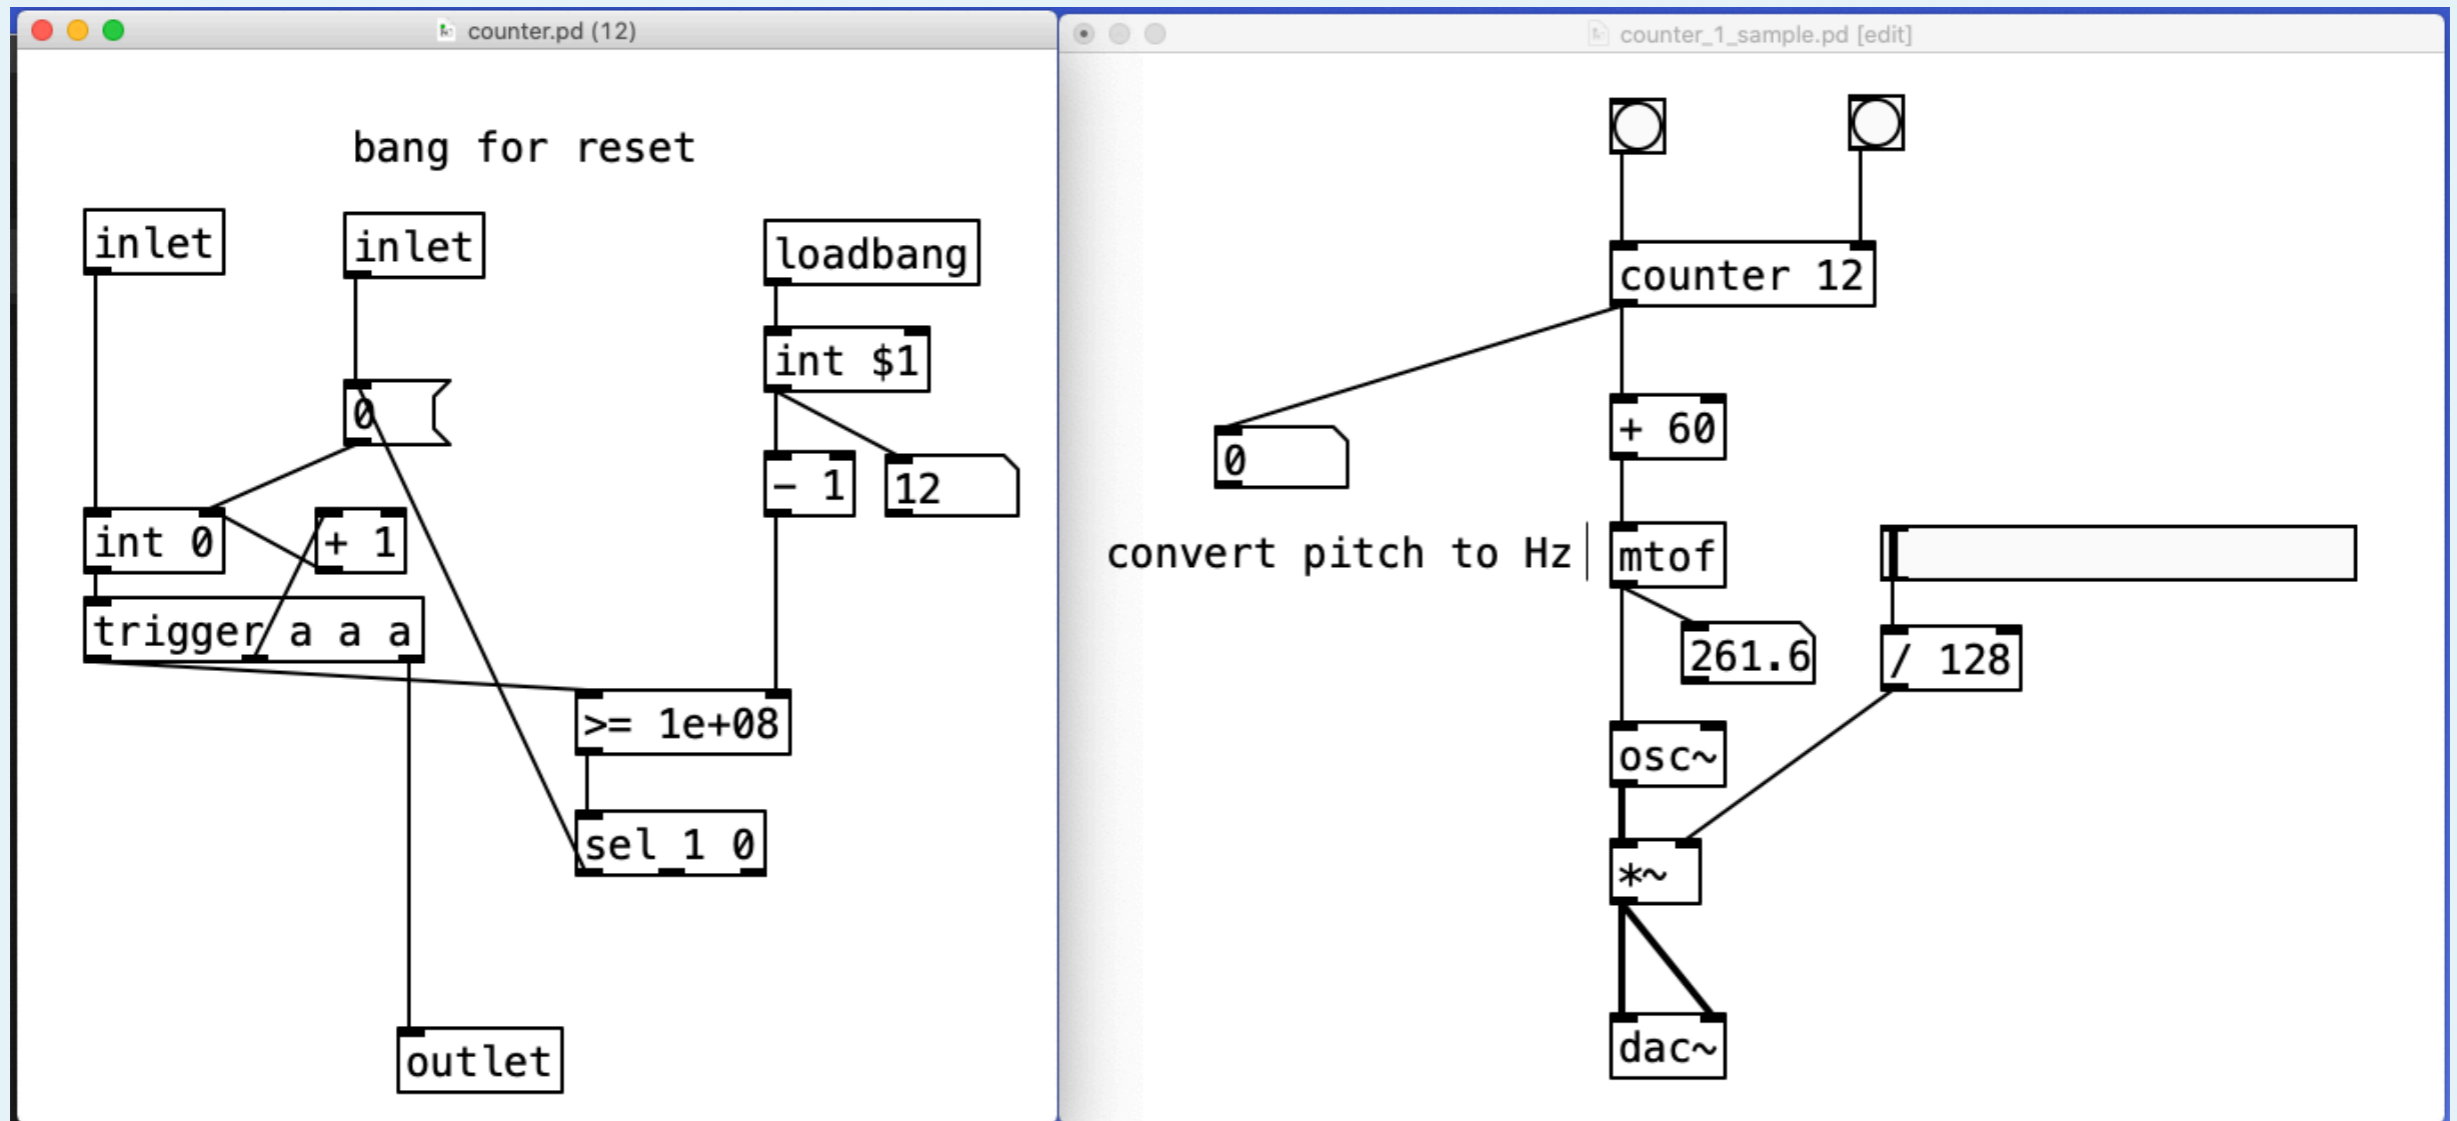 counter.pd (12)
bang for reset
inlet
inlet
loadbang
int $1
0
- 1
12
int 0
+ 1
trigger a a a
>= 1e+08
sel 1 0
outlet
counter_1_sample.pd [edit]
counter 12
+ 60
0
convert pitch to Hz
mtof
261.6
/ 128
osc~
*~
dac~